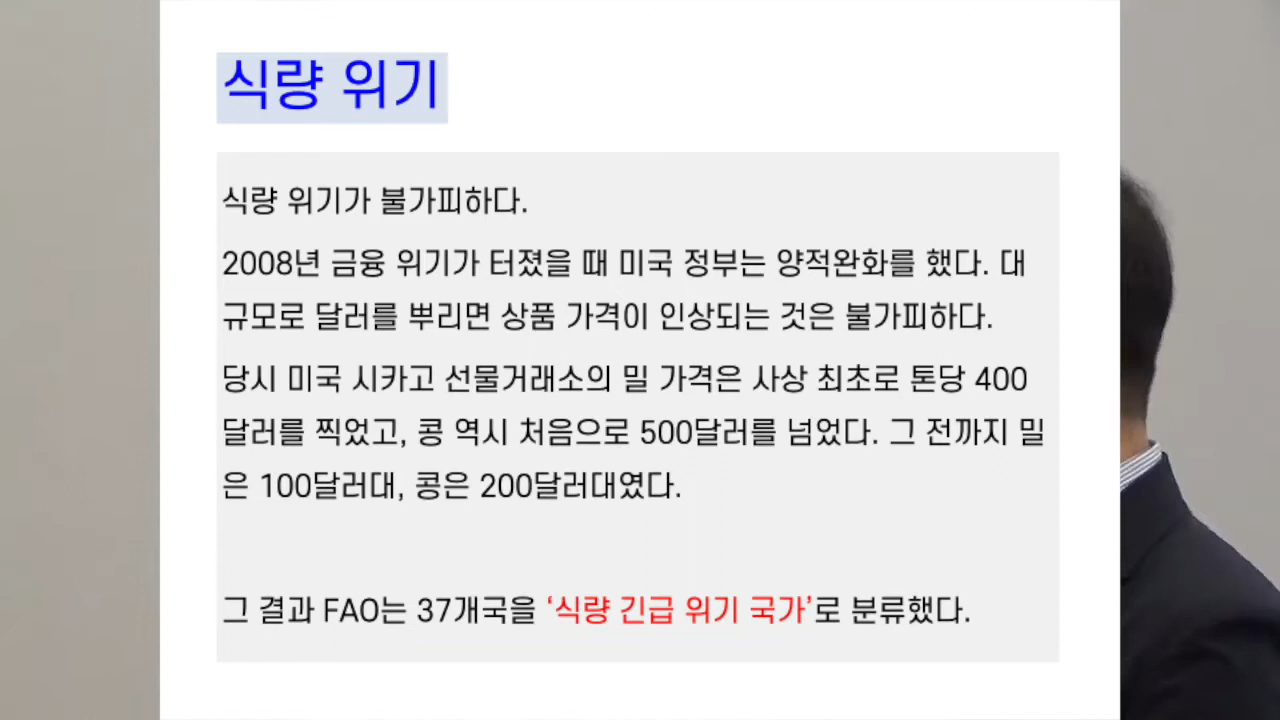 식량 위기
식량 위기가 불가피하다.
2008년 금융 위기가 터졌을 때 미국 정부는 양적완화를 했다. 대
규모로 달러를 뿌리면 상품 가격이 인상되는 것은 불가피하다.
당시 미국 시카고 선물거래소의 밀 가격은 사상 최초로 톤당 400
달러를 찍었고, 콩 역시 처음으로 500달러를 넘었다. 그 전까지 밀
은 100달러대, 콩은 200달러대였다.
그 결과 FAO는 37개국을 ‘식량 긴급 위기 국가’로 분류했다.